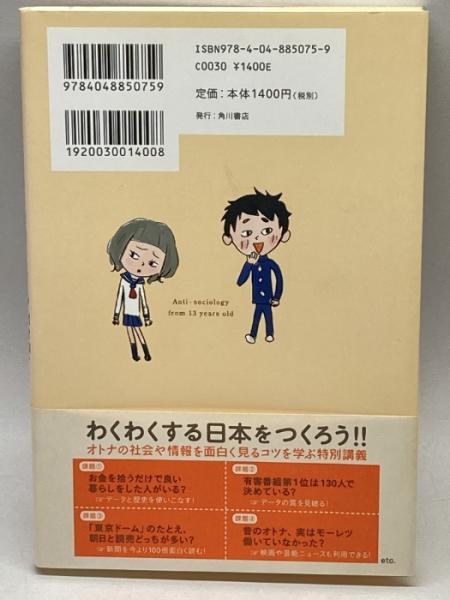 ISBN978-4-04-885075-9
C0030 ¥1400E
9784048850759
定価:本体1400円(税別)
発行:角川書店
1920030014008
Anti-sociology
from 13 years old
わくわくする日本をつくろう!!
オトナの社会や情報を面白く見るコツを学ぶ特別講義
課題①
お金を拾うだけで良い
暮らしをした人がいる?
☞データと歴史を使いこなす!
課題②
有害番組第1位は130人で
決めている?
☞データの質を見破る!
課題③
「東京ドーム」のたとえ、
朝日と読売どっちが多い?
☞新聞を今より100倍面白く読む!
課題④
昔のオトナ、実はモーレツ
働いていなかった?
☞映画や芸能ニュースも利用できる!
etc.